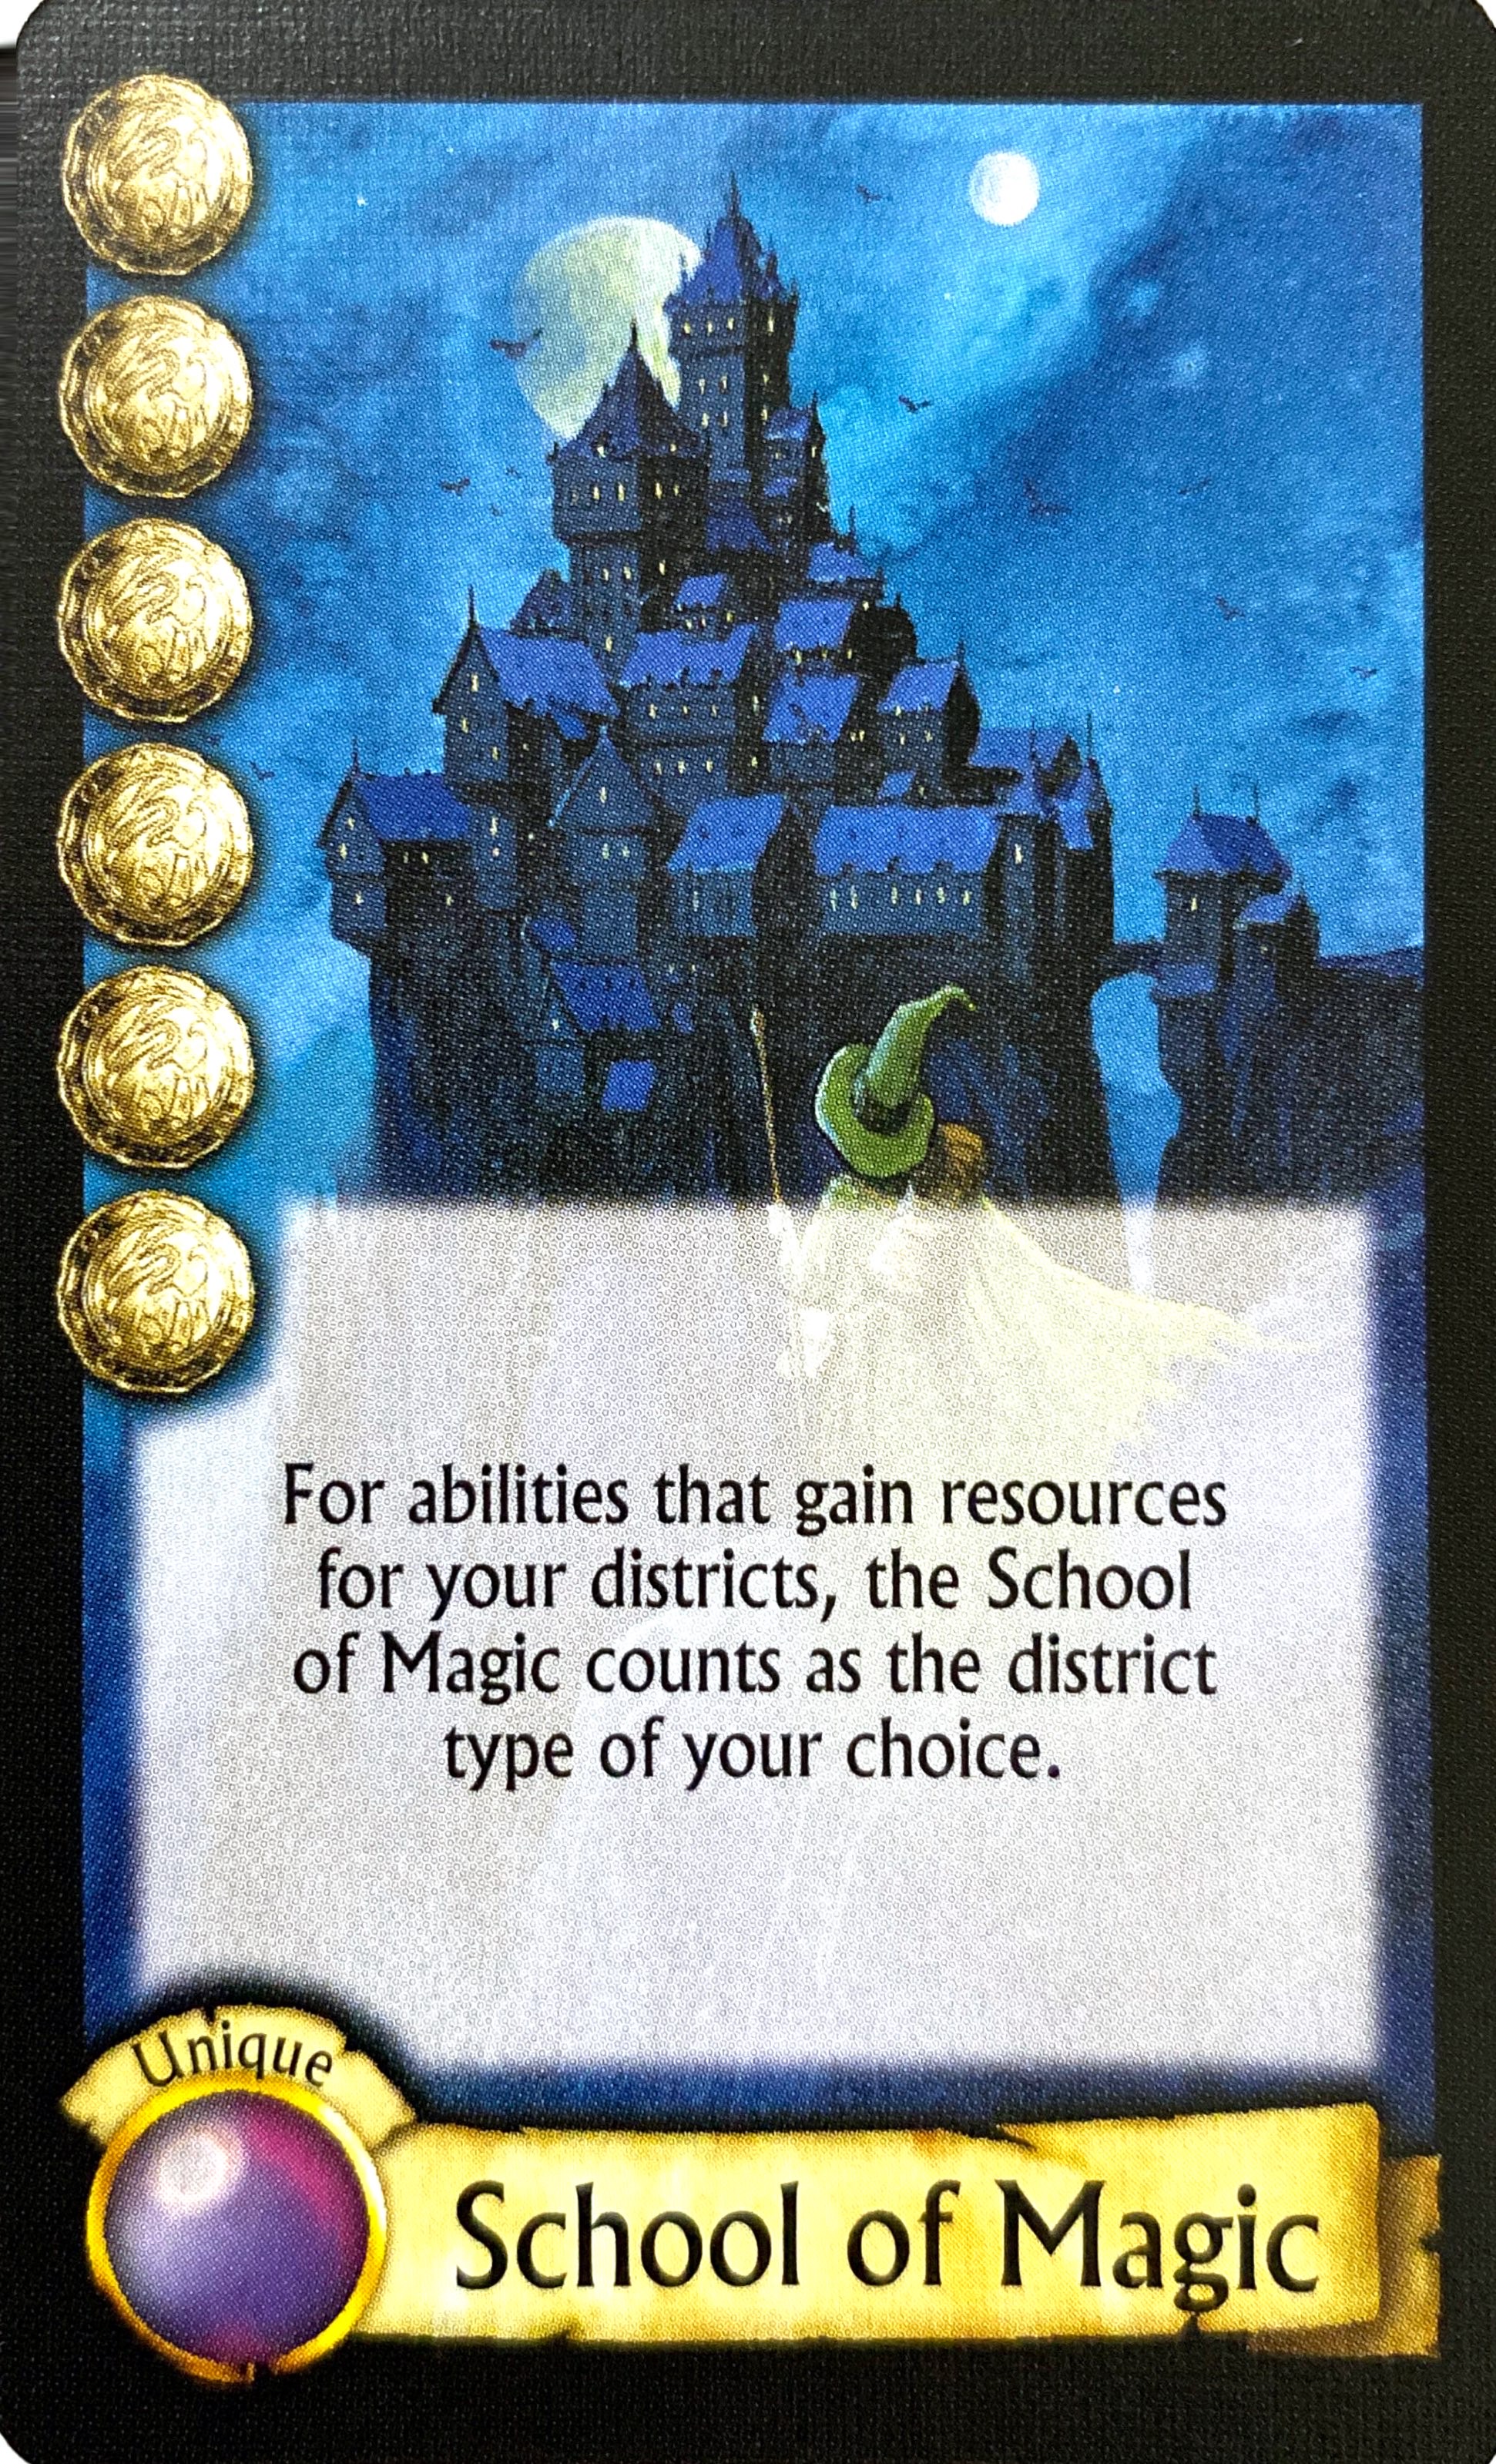 For abilities that gain resources
for your districts, the School
of Magic counts as the district
type of your choice.
Unique
School of Magic